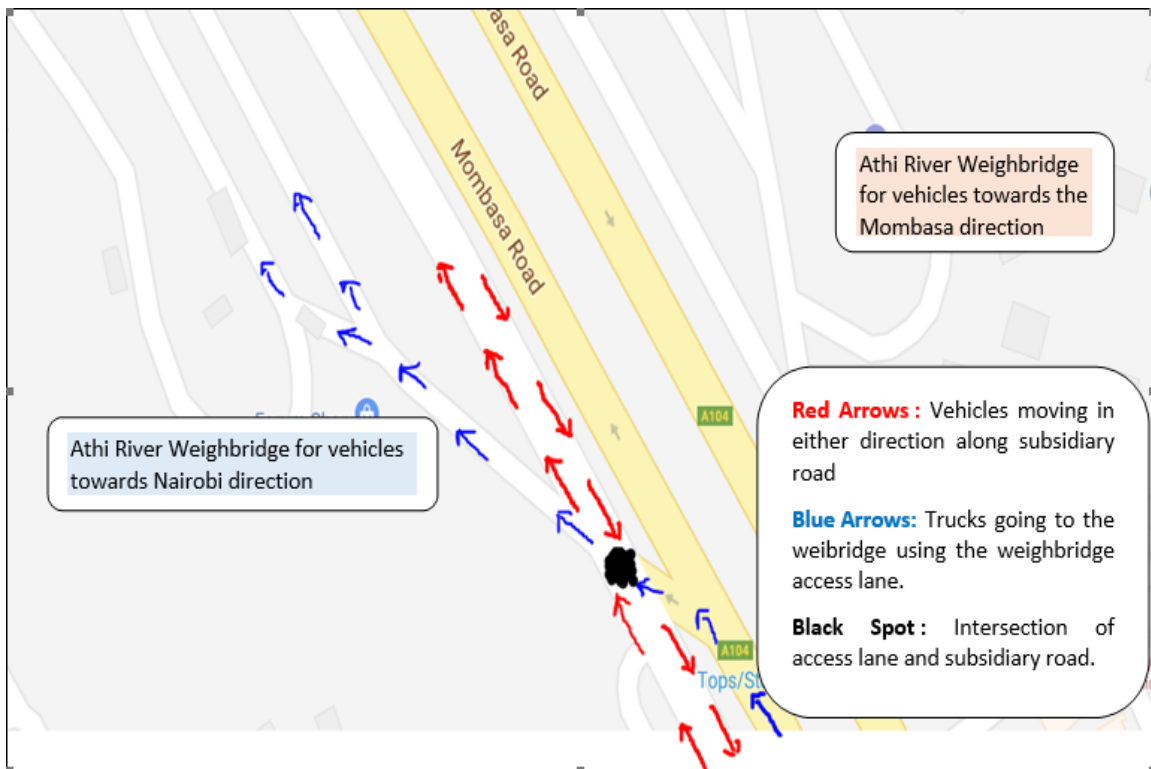 asa Road
Mombasa Road
Athi River Weighbridge
for vehicles towards the
Mombasa direction
A104
Athi River Weighbridge for vehicles
towards Nairobi direction
Red Arrows : Vehicles moving in
either direction along subsidiary
road
Blue Arrows: Trucks going to the
weibridge using the weighbridge
access lane.
Black Spot : Intersection of
access lane and subsidiary road.
A104
Tops/St